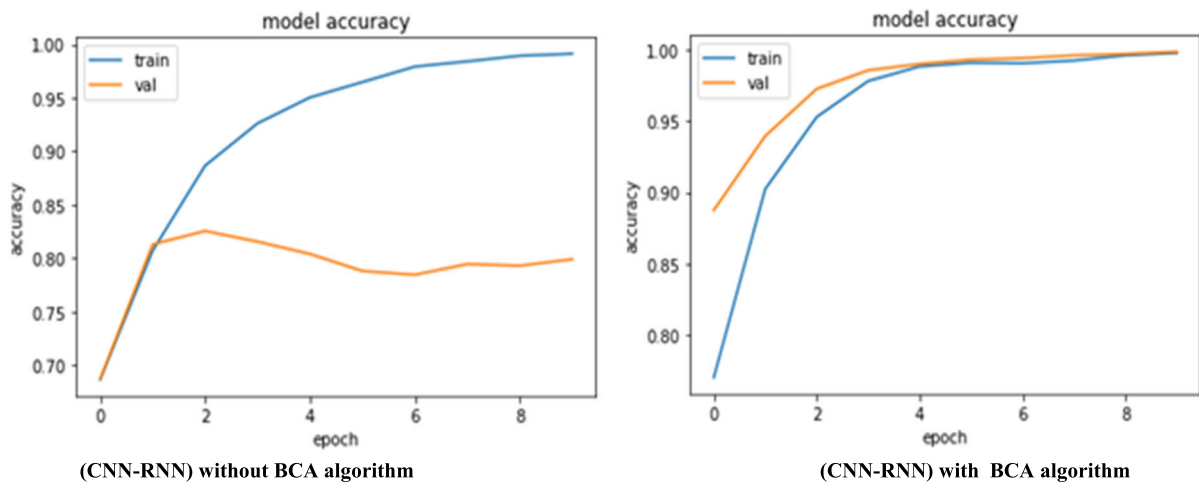 model accuracy
1.00
0.95
0.90
0.85
0.80
0.75
0.70
accuracy
train
val
0 2 4 6 8
epoch
(CNN-RNN) without BCA algorithm
model accuracy
1.00
0.95
0.90
0.85
0.80
accuracy
train
val
0 2 4 6 8
epoch
(CNN-RNN) with BCA algorithm